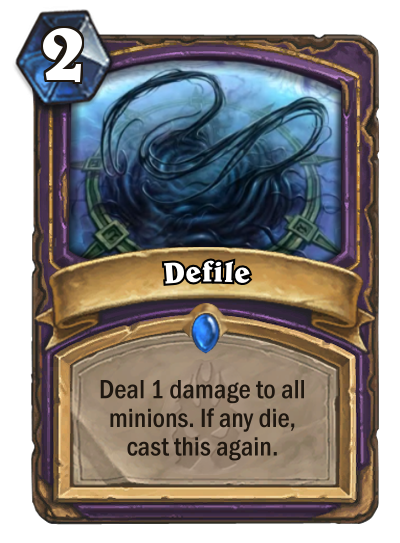 2
Defile
Deal 1 damage to all
minions. If any die,
cast this again.